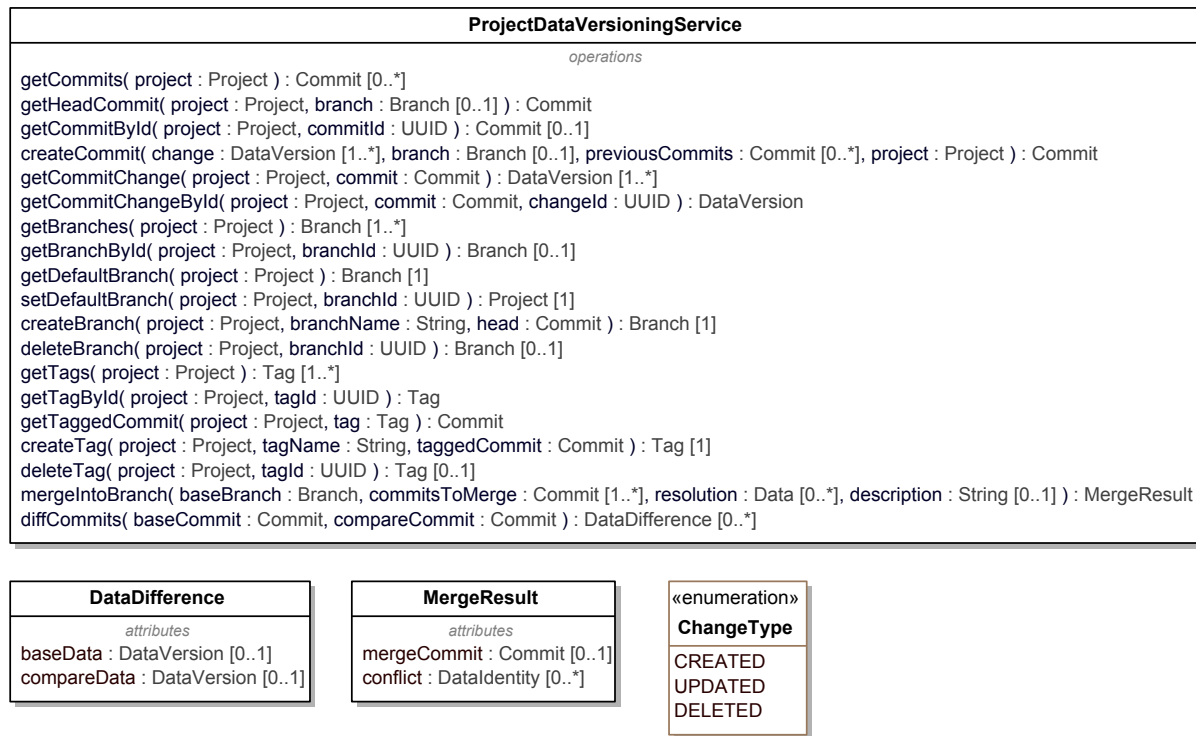 ProjectDataVersioningService
operations
getCommits( project : Project ) : Commit [0..*]
getHeadCommit( project : Project, branch : Branch [0..1] ) : Commit
getCommitById( project : Project, commitId : UUID ) : Commit [0..1]
createCommit( change : DataVersion [1..*], branch : Branch [0..1], previousCommits : Commit [0..*], project : Project ) : Commit
getCommitChange( project : Project, commit : Commit ) : DataVersion [1..*]
getCommitChangeById( project : Project, commit : Commit, changeId : UUID ) : DataVersion
getBranches( project : Project ) : Branch [1..*]
getBranchById( project : Project, branchId : UUID ) : Branch [0..1]
getDefaultBranch( project : Project ) : Branch [1]
setDefaultBranch( project : Project, branchId : UUID ) : Project [1]
createBranch( project : Project, branchName : String, head : Commit ) : Branch [1]
deleteBranch( project : Project, branchId : UUID ) : Branch [0..1]
getTags( project : Project ) : Tag [1..*]
getTagById( project : Project, tagId : UUID ) : Tag
getTaggedCommit( project : Project, tag : Tag ) : Commit
createTag( project : Project, tagName : String, taggedCommit : Commit ) : Tag [1]
deleteTag( project : Project, tagId : UUID ) : Tag [0..1]
mergeIntoBranch( baseBranch : Branch, commitsToMerge : Commit [1..*], resolution : Data [0..*], description : String [0..1] ) : MergeResult
diffCommits( baseCommit : Commit, compareCommit : Commit ) : DataDifference [0..*]
DataDifference
attributes
baseData : DataVersion [0..1]
compareData : DataVersion [0..1]
MergeResult
attributes
mergeCommit : Commit [0..1]
conflict : DataIdentity [0..*]
«enumeration»
ChangeType
CREATED
UPDATED
DELETED